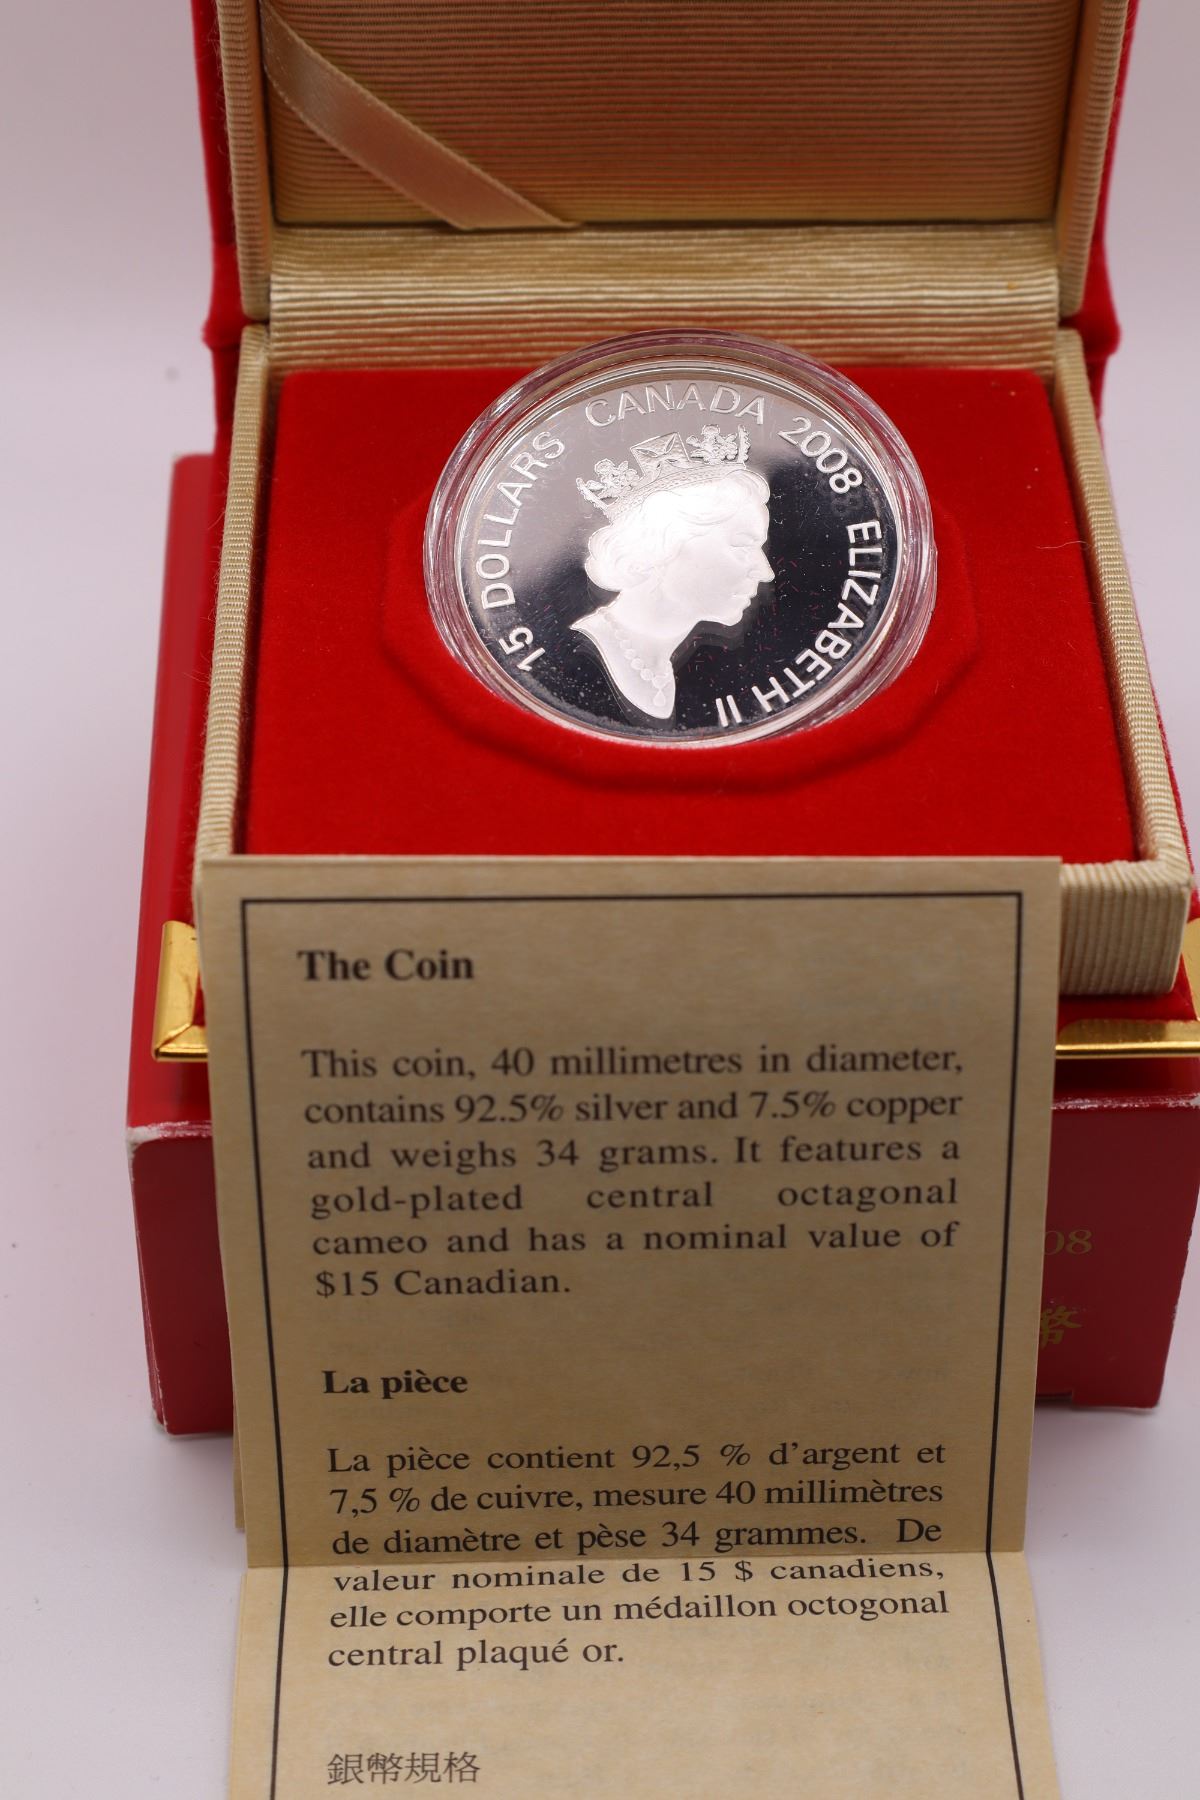 15 DOLLARS CANADA 2008 ELIZABETH II
The Coin
This coin, 40 millimetres in diameter,
contains 92.5% silver and 7.5% copper
and weighs 34 grams. It features a
gold-plated central octagonal
cameo and has a nominal value of
$15 Canadian.
08
幣
La pièce
La pièce contient 92,5 % d'argent et
7,5 % de cuivre, mesure 40 millimètres
de diamètre et pèse 34 grammes. De
valeur nominale de 15 $ canadiens,
elle comporte un médaillon octogonal
central plaqué or.
銀幣規格